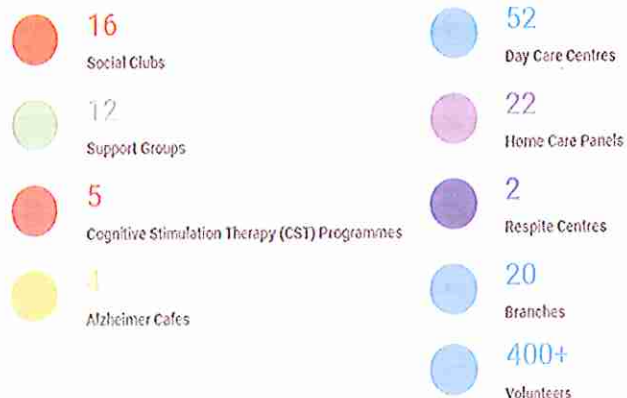 16
Social Clubs
12
Support Groups
5
Cognitive Stimulation Therapy (CST) Programmes
4
Alzheimer Cafes
52
Day Care Centres
22
Home Care Panels
2
Respite Centres
20
Branches
400+
Volunteers